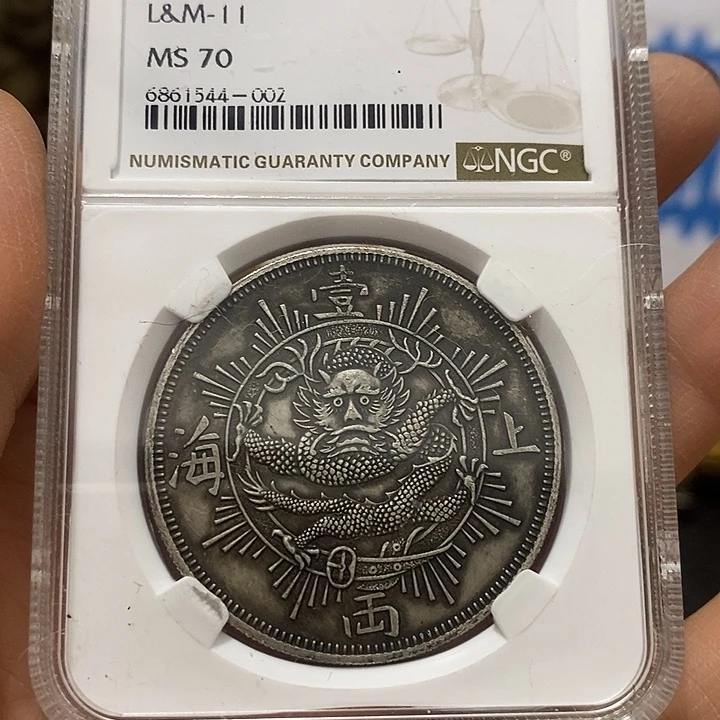 L&M-11
MS 70
6861544-002
NUMISMATIC GUARANTY COMPANY NGC®
壹
海 上
両